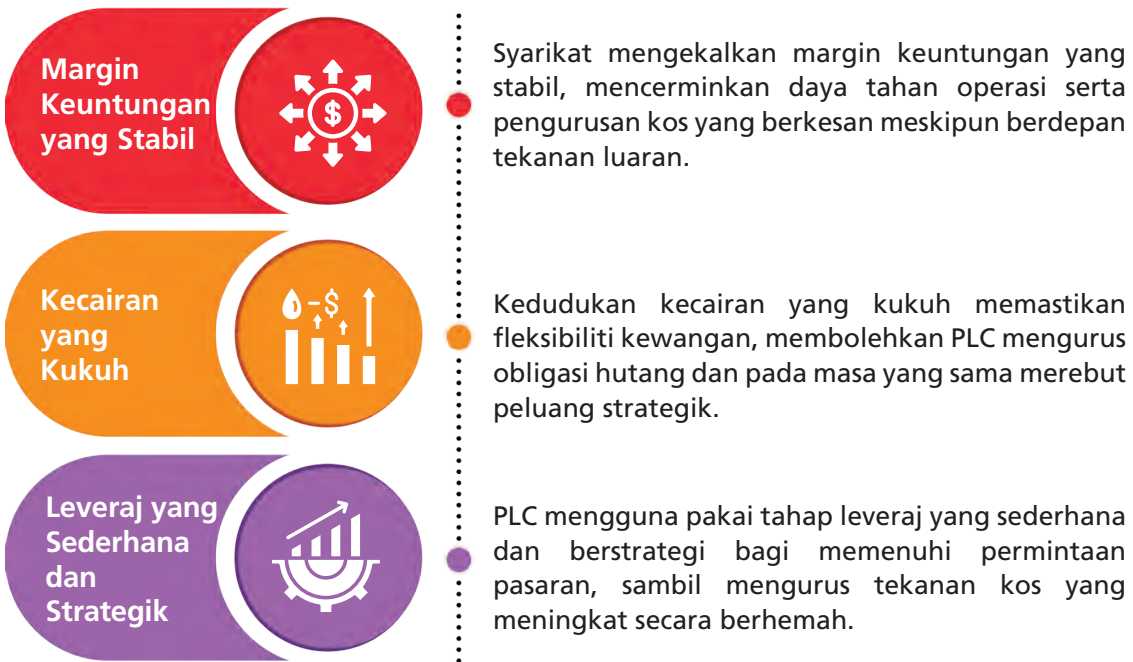 Margin
Keuntungan
yang Stabil
$
Syarikat mengekalkan margin keuntungan yang
stabil, mencerminkan daya tahan operasi serta
pengurusan kos yang berkesan meskipun berdepan
tekanan luaran.
Kecairan
yang
Kukuh
$
Kedudukan kecairan yang kukuh memastikan
fleksibiliti kewangan, membolehkan PLC mengurus
obligasi hutang dan pada masa yang sama merebut
peluang strategik.
Leveraj yang
Sederhana
dan
Strategik
PLC mengguna pakai tahap leveraj yang sederhana
dan berstrategi bagi memenuhi permintaan
pasaran, sambil mengurus tekanan kos yang
meningkat secara berhemah.